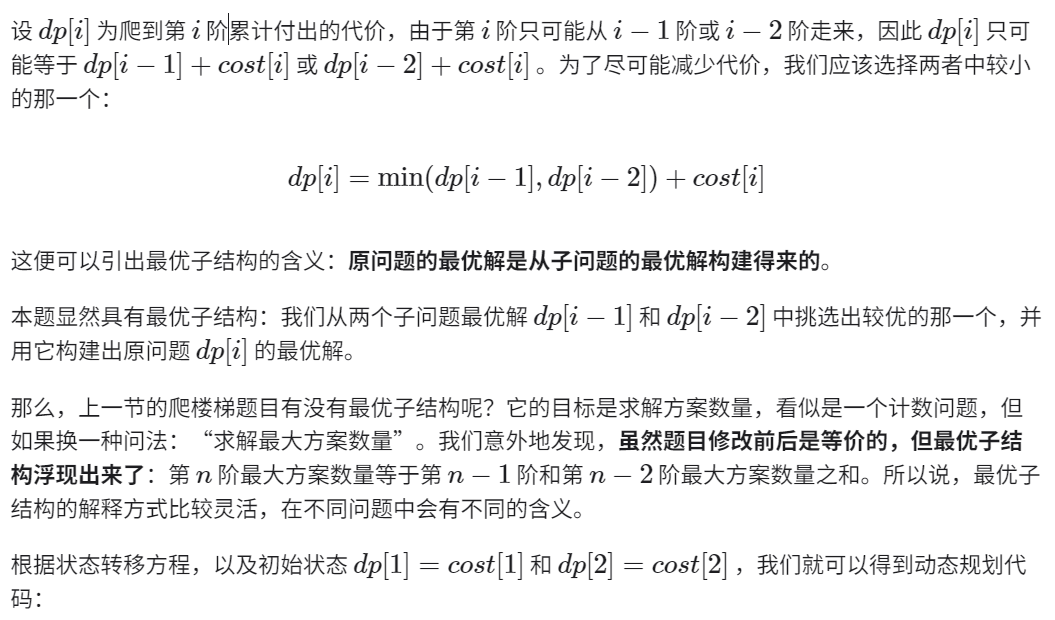 设 dp[i] 为爬到第 i 阶累计付出的代价，由于第 i 阶只可能从 i − 1 阶或 i − 2 阶走来，因此 dp[i] 只可
能等于 dp[i − 1] + cost[i] 或 dp[i − 2] + cost[i] 。为了尽可能减少代价，我们应该选择两者中较小
的那一个：
dp[i] = min(dp[i − 1], dp[i − 2]) + cost[i]
这便可以引出最优子结构的含义：原问题的最优解是从子问题的最优解构建得来的。
本题显然具有最优子结构：我们从两个子问题最优解 dp[i − 1] 和 dp[i − 2] 中挑选出较优的那一个，并
用它构建出原问题 dp[i] 的最优解。
那么，上一节的爬楼梯题目有没有最优子结构呢？它的目标是求解方案数量，看似是一个计数问题，但
如果换一种问法：“求解最大方案数量”。我们意外地发现，虽然题目修改前后是等价的，但最优子结
构浮现出来了：第 n 阶最大方案数量等于第 n − 1 阶和第 n − 2 阶最大方案数量之和。所以说，最优子
结构的解释方式比较灵活，在不同问题中会有不同的含义。
根据状态转移方程，以及初始状态 dp[1] = cost[1] 和 dp[2] = cost[2] ，我们就可以得到动态规划代
码：